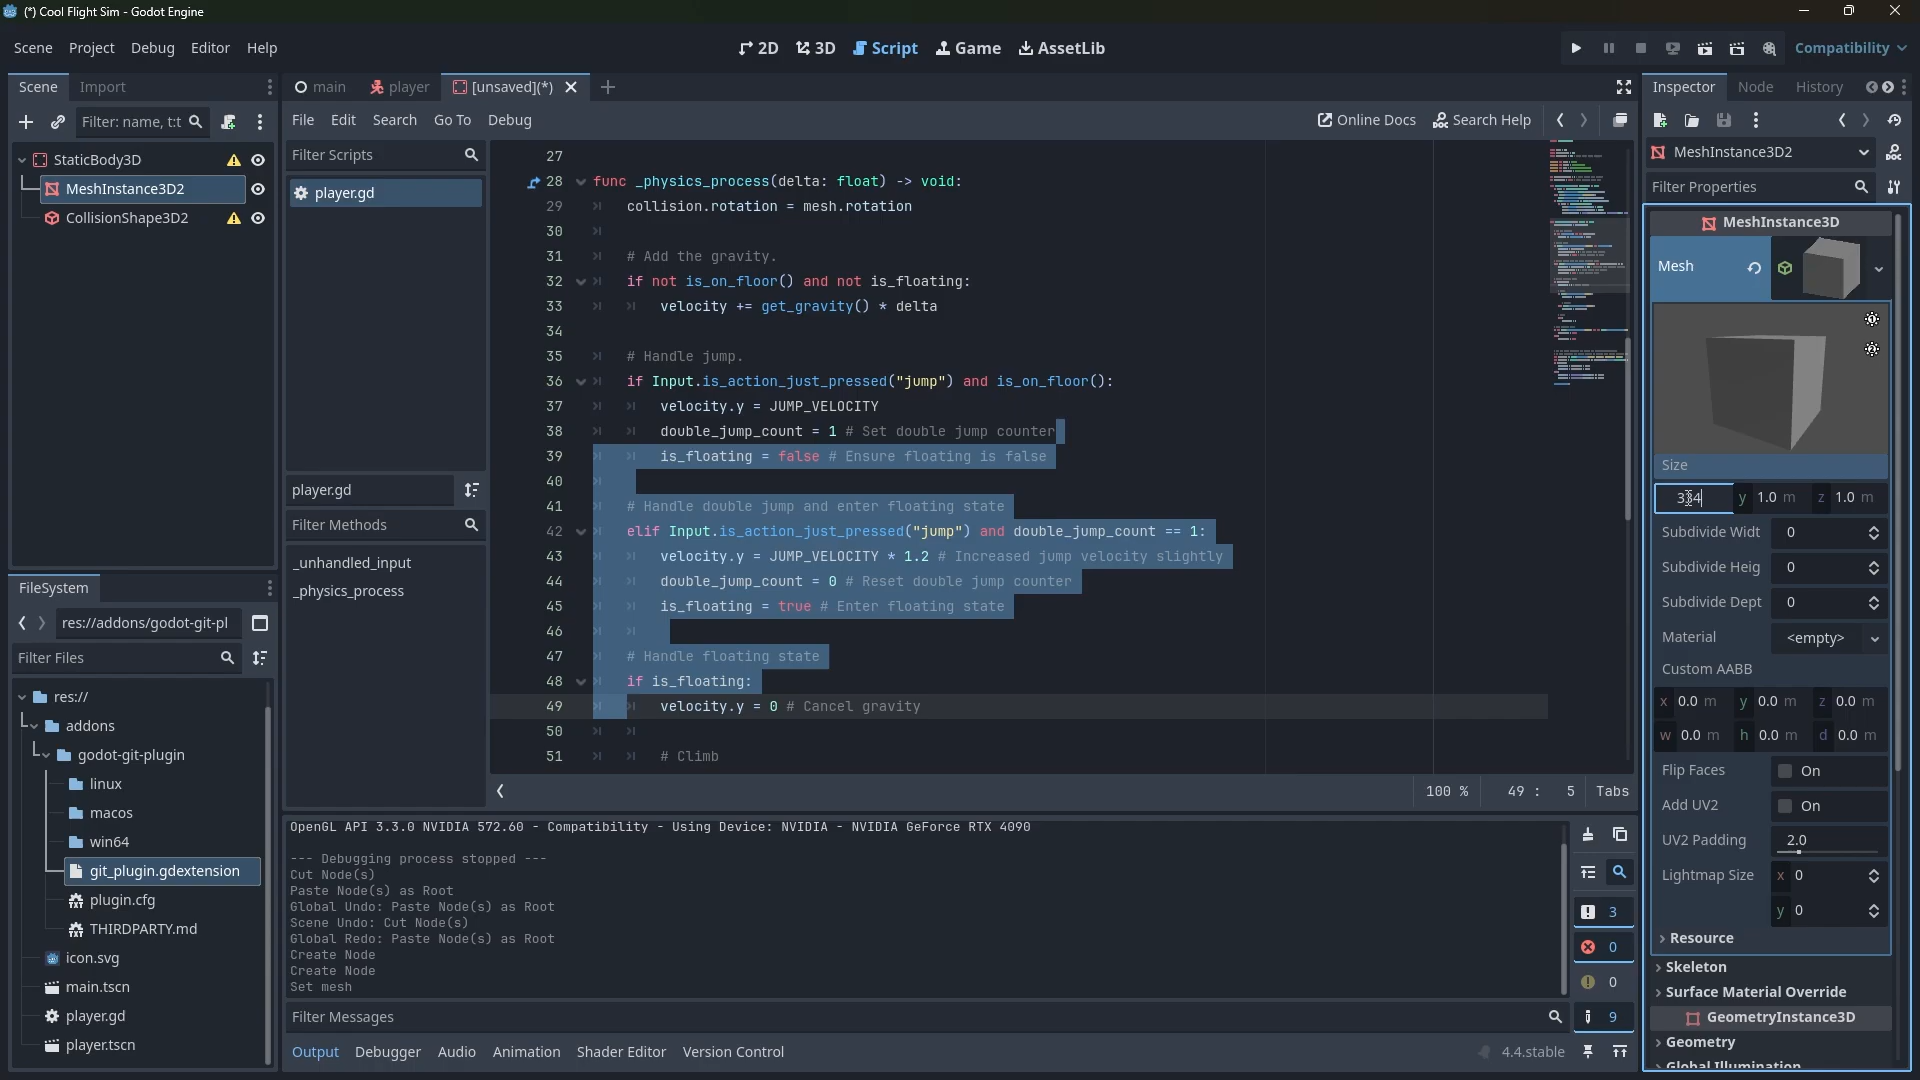 (*) Cool Flight Sim - Godot Engine
Scene Project Debug Editor Help
2D 3D Script Game AssetLib
Compatibility
Scene Import
Filter: name, t:t
StaticBody3D
MeshInstance3D2
CollisionShape3D2
FileSystem
res://addons/godot-git-pl
Filter Files
res://
addons
godot-git-plugin
linux
macos
win64
git_plugin.gdextension
plugin.cfg
THIRDPARTY.md
icon.svg
main.tscn
player.gd
player.tscn
main player [unsaved](*)
File Edit Search Go To Debug
Online Docs Search Help
Filter Scripts
player.gd
player.gd
Filter Methods
_unhandled_input
_physics_process
27
28 func _physics_process(delta: float) -> void:
29 collision.rotation = mesh.rotation
30
31 # Add the gravity.
32 if not is_on_floor() and not is_floating:
33 velocity += get_gravity() * delta
34
35 # Handle jump.
36 if Input.is_action_just_pressed("jump") and is_on_floor():
37 velocity.y = JUMP_VELOCITY
38 double_jump_count = 1 # Set double jump counter
39 is_floating = false # Ensure floating is false
40
41 # Handle double jump and enter floating state
42 elif Input.is_action_just_pressed("jump") and double_jump_count == 1:
43 velocity.y = JUMP_VELOCITY * 1.2 # Increased jump velocity slightly
44 double_jump_count = 0 # Reset double jump counter
45 is_floating = true # Enter floating state
46
47 # Handle floating state
48 if is_floating:
49 velocity.y = 0 # Cancel gravity
50
51 # Climb
100 % 49 : 5 Tabs
OpenGL API 3.3.0 NVIDIA 572.60 - Compatibility - Using Device: NVIDIA - NVIDIA GeForce RTX 4090
--- Debugging process stopped ---
Cut Node(s)
Paste Node(s) as Root
Global Undo: Paste Node(s) as Root
Scene Undo: Cut Node(s)
Global Redo: Paste Node(s) as Root
Create Node
Create Node
Set mesh
3
0
0
9
Filter Messages
Output Debugger Audio Animation Shader Editor Version Control
4.4.stable
Inspector Node History
MeshInstance3D2
Filter Properties
MeshInstance3D
Mesh
Size
y 1.0 m z 1.0 m
Subdivide Widt 0
Subdivide Heig 0
Subdivide Dept 0
Material <empty>
Custom AABB
x 0.0 m y 0.0 m z 0.0 m
w 0.0 m h 0.0 m d 0.0 m
Flip Faces On
Add UV2 On
UV2 Padding 2.0
Lightmap Size x 0
y 0
Resource
Skeleton
Surface Material Override
GeometryInstance3D
Geometry
Global Illumination